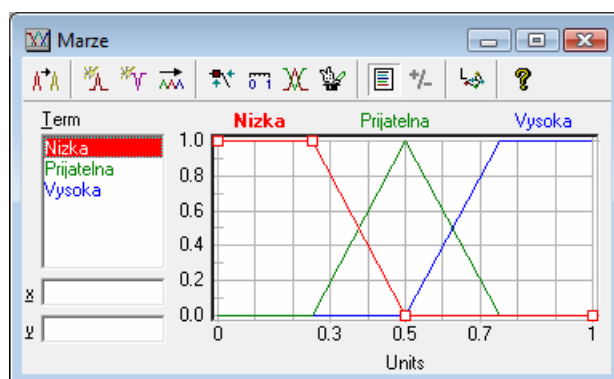 Marze
Term
Nizka
Prijatelna
Vysoka
x
y
Nizka Prijatelna Vysoka
1.0
0.8
0.6
0.4
0.2
0.0
0 0.3 0.5 0.7 1
Units